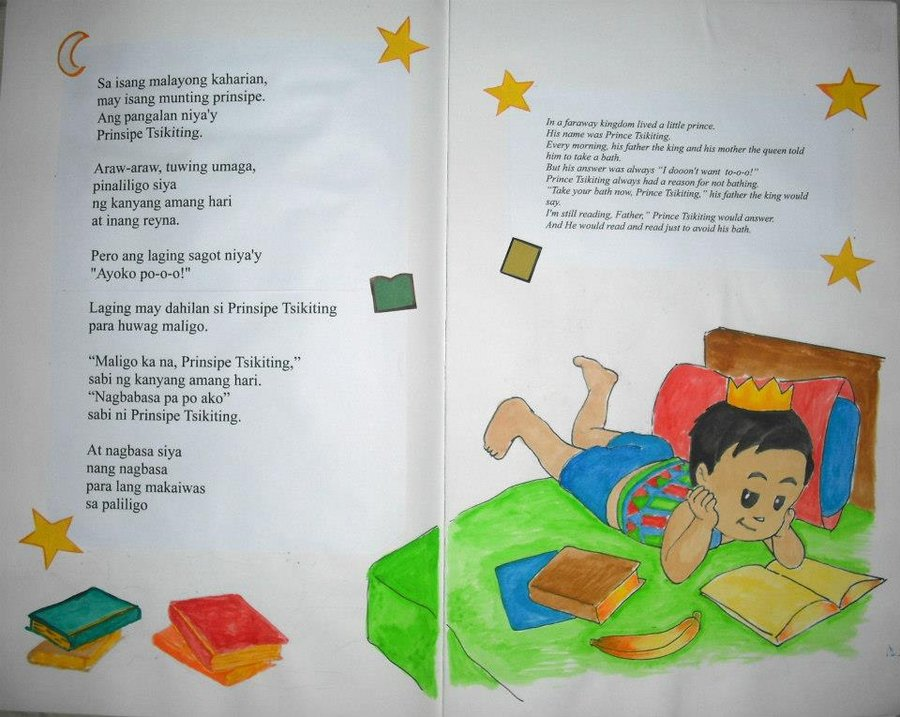 Sa isang malayong kaharian,
may isang munting prinsipe.
Ang pangalan niya'y
Prinsipe Tsikiting.
Araw-araw, tuwing umaga,
pinaliligo siya
ng kanyang amang hari
at inang reyna.
Pero ang laging sagot niya'y
"Ayoko po-o-o!"
Laging may dahilan si Prinsipe Tsikiting
para huwag maligo.
“Maligo ka na, Prinsipe Tsikiting,”
sabi ng kanyang amang hari.
“Nagbabasa pa po ako”
sabi ni Prinsipe Tsikiting.
At nagbasa siya
nang nagbasa
para lang makaiwas
sa paliligo
In a faraway kingdom lived a little prince.
His name was Prince Tsikiting.
Every morning, his father the king and his mother the queen told
him to take a bath.
But his answer was always "I dooon't want to-o-o!"
Prince Tsikiting always had a reason for not bathing.
"Take your bath now, Prince Tsikiting," his father the king would
say.
I'm still reading, Father," Prince Tsikiting would answer.
And He would read and read just to avoid his bath.